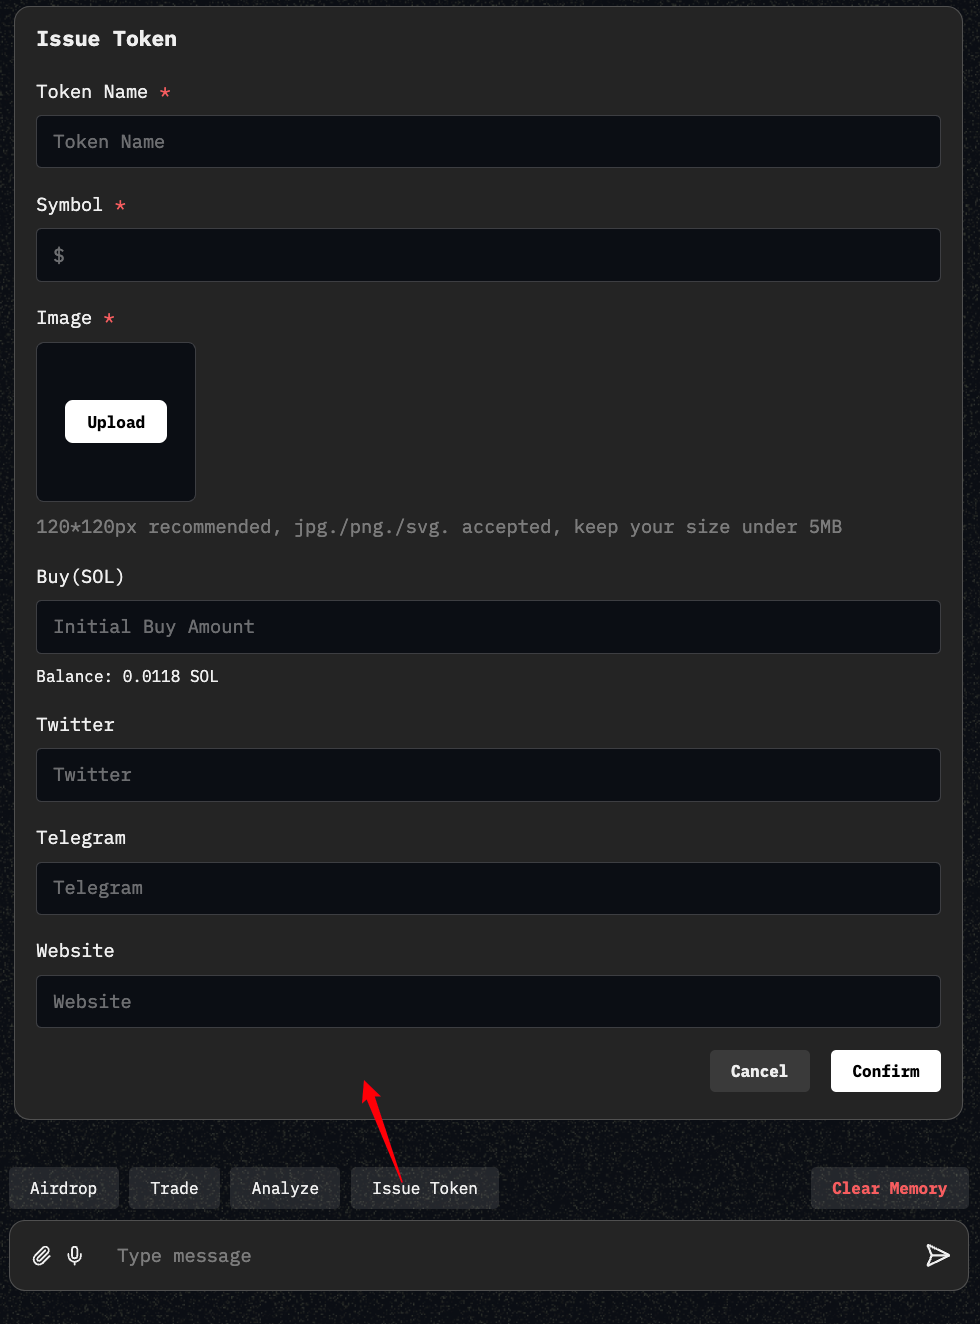 Issue Token
Token Name *
Token Name
Symbol *
$
Image *
Upload
120*120px recommended, jpg./png./svg. accepted, keep your size under 5MB
Buy(SOL)
Initial Buy Amount
Balance: 0.0118 SOL
Twitter
Twitter
Telegram
Telegram
Website
Website
Cancel Confirm
Airdrop Trade Analyze Issue Token Clear Memory
Type message